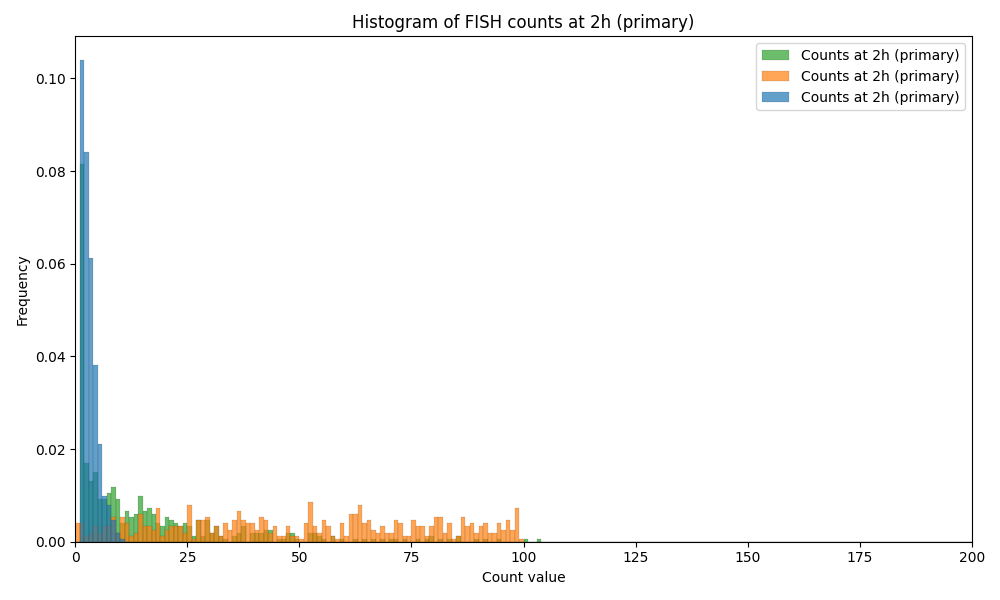 Histogram of FISH counts at 2h (primary)
Counts at 2h (primary)
Counts at 2h (primary)
Counts at 2h (primary)
Frequency
0.10
0.08
0.06
0.04
0.02
0.00
0 25 50 75 100 125 150 175 200
Count value